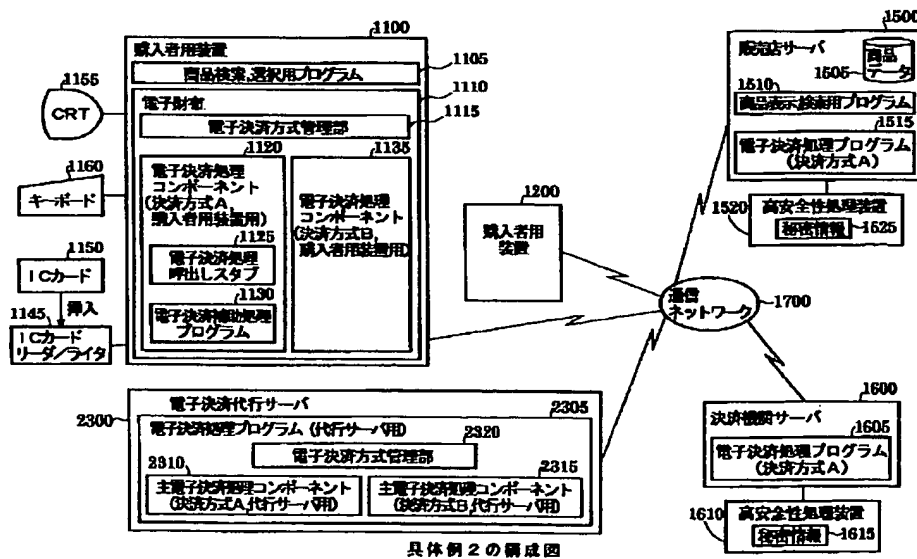 1100
購入者用装置
1105
商品検索、選択用プログラム
1110
電子財布
1115
電子決済方式管理部
1120
電子決済処理
コンポーネント
(決済方式A、
購入者用装置用)
1125
電子決済処理
呼出しスタブ
1130
電子決済補助処理
プログラム
1135
電子決済処理
コンポーネント
(決済方式B、
購入者用装置用)
1155
CRT
1160
キーボード
1150
ICカード
挿入
1145
ICカード
リーダ/ライタ
1200
購入者用
装置
1500
販売店サーバ
1505
商品
データ
1510
商品表示、検索用プログラム
1515
電子決済処理プログラム
(決済方式A)
1520
高安全性処理装置
秘密情報
1525
通信
ネットワーク
1700
1600
決済機関サーバ
1605
電子決済処理プログラム
(決済方式A)
1610
高安全性処理装置
秘密情報
1615
2300
電子決済代行サーバ
2305
電子決済処理プログラム(代行サーバ用)
2320
電子決済方式管理部
2310
主電子決済処理コンポーネント
(決済方式A、代行サーバ用)
2315
主電子決済処理コンポーネント
(決済方式B、代行サーバ用)
具体例2の構成図